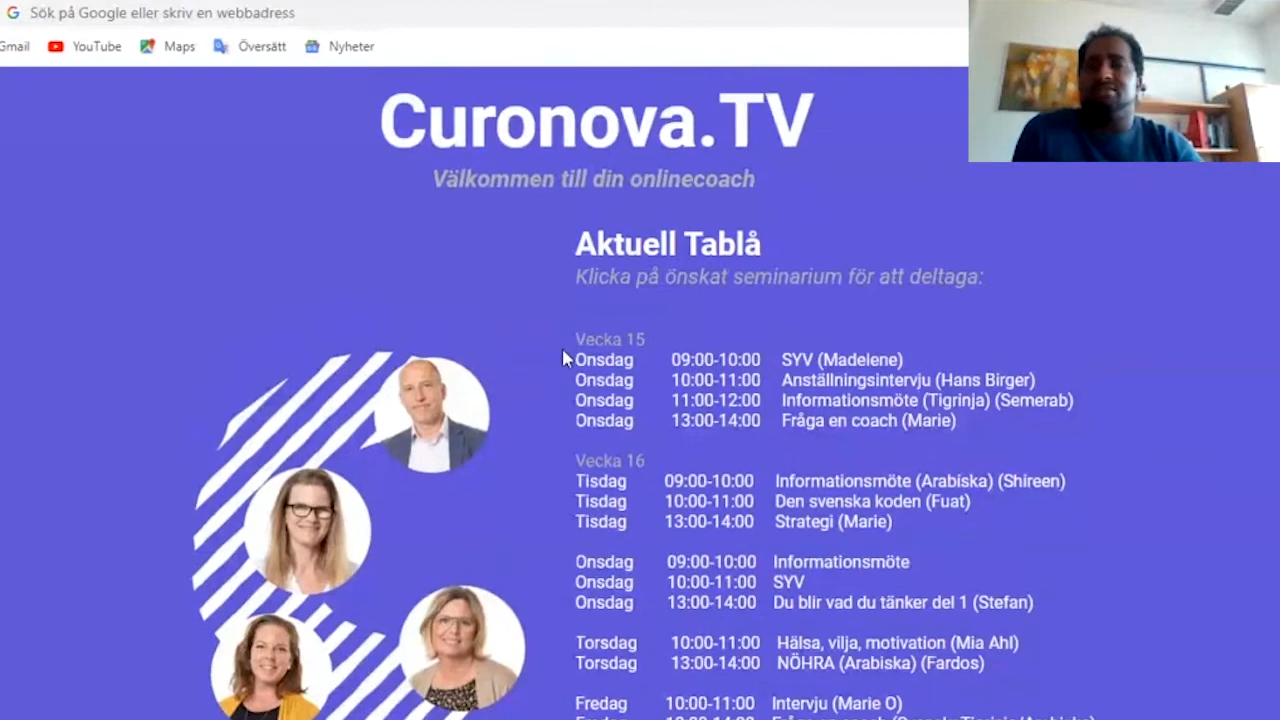 Sök på Google eller skriv en webbadress
Gmail YouTube Maps Översätt Nyheter
Curonova.TV
Välkommen till din onlinecoach
Aktuell Tablå
Klicka på önskat seminarium för att deltaga:
Vecka 15
Onsdag 09:00-10:00 SYV (Madelene)
Onsdag 10:00-11:00 Anställningsintervju (Hans Birger)
Onsdag 11:00-12:00 Informationsmöte (Tigrinja) (Semerab)
Onsdag 13:00-14:00 Fråga en coach (Marie)
Vecka 16
Tisdag 09:00-10:00 Informationsmöte (Arabiska) (Shireen)
Tisdag 10:00-11:00 Den svenska koden (Fuat)
Tisdag 13:00-14:00 Strategi (Marie)
Onsdag 09:00-10:00 Informationsmöte
Onsdag 10:00-11:00 SYV
Onsdag 13:00-14:00 Du blir vad du tänker del 1 (Stefan)
Torsdag 10:00-11:00 Hälsa, vilja, motivation (Mia Ahl)
Torsdag 13:00-14:00 NÖHRA (Arabiska) (Fardos)
Fredag 10:00-11:00 Intervju (Marie O)